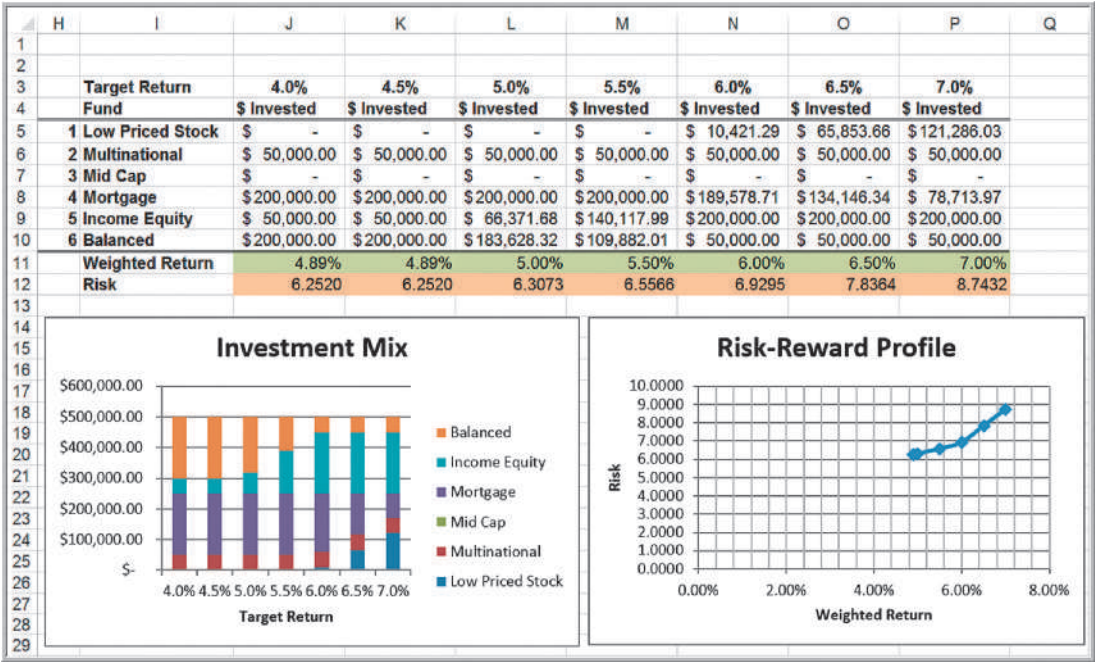 H I J K L M N O P Q
1
2
3 Target Return 4.0% 4.5% 5.0% 5.5% 6.0% 6.5% 7.0%
4 Fund $ Invested $ Invested $ Invested $ Invested $ Invested $ Invested $ Invested
5 1 Low Priced Stock $ - $ - $ - $ - $ 10,421.29 $ 65,853.66 $121,286.03
6 2 Multinational $ 50,000.00 $ 50,000.00 $ 50,000.00 $ 50,000.00 $ 50,000.00 $ 50,000.00 $ 50,000.00
7 3 Mid Cap $ - $ - $ - $ - $ - $ - $ -
8 4 Mortgage $200,000.00 $200,000.00 $200,000.00 $200,000.00 $189,578.71 $134,146.34 $ 78,713.97
9 5 Income Equity $ 50,000.00 $ 50,000.00 $ 66,371.68 $140,117.99 $200,000.00 $200,000.00 $200,000.00
10 6 Balanced $200,000.00 $200,000.00 $183,628.32 $109,882.01 $ 50,000.00 $ 50,000.00 $ 50,000.00
11 Weighted Return 4.89% 4.89% 5.00% 5.50% 6.00% 6.50% 7.00%
12 Risk 6.2520 6.2520 6.3073 6.5566 6.9295 7.8364 8.7432
13
14
15
16
17
18
19
20
21
22
23
24
25
26
27
28
29
Investment Mix
$600,000.00
$500,000.00
$400,000.00
$300,000.00
$200,000.00
$100,000.00
$-
4.0% 4.5% 5.0% 5.5% 6.0% 6.5% 7.0%
Target Return
Balanced
Income Equity
Mortgage
Mid Cap
Multinational
Low Priced Stock
Risk-Reward Profile
Risk
10.0000
9.0000
8.0000
7.0000
6.0000
5.0000
4.0000
3.0000
2.0000
1.0000
0.0000
0.00% 2.00% 4.00% 6.00% 8.00%
Weighted Return